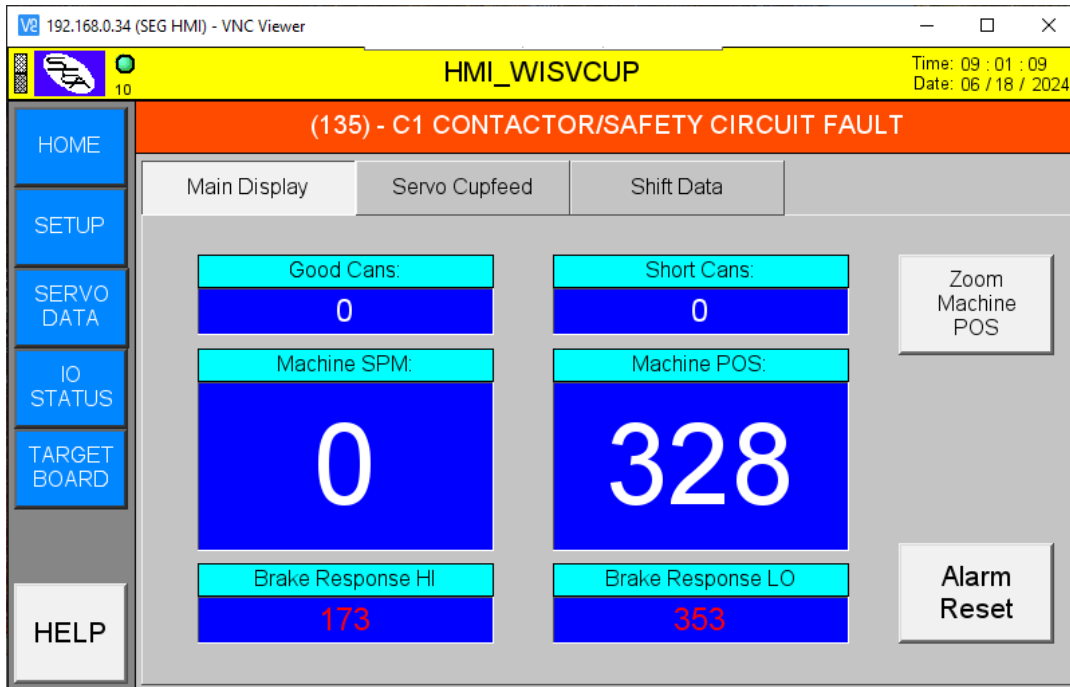 192.168.0.34 (SEG HMI) - VNC Viewer
10
HMI_WISVCUP
Time: 09 : 01 : 09
Date: 06 / 18 / 2024
(135) - C1 CONTACTOR/SAFETY CIRCUIT FAULT
HOME
SETUP
SERVO
DATA
IO
STATUS
TARGET
BOARD
HELP
Main Display
Servo Cupfeed
Shift Data
Good Cans:
0
Short Cans:
0
Zoom
Machine
POS
Machine SPM:
0
Machine POS:
328
Brake Response HI
173
Brake Response LO
353
Alarm
Reset